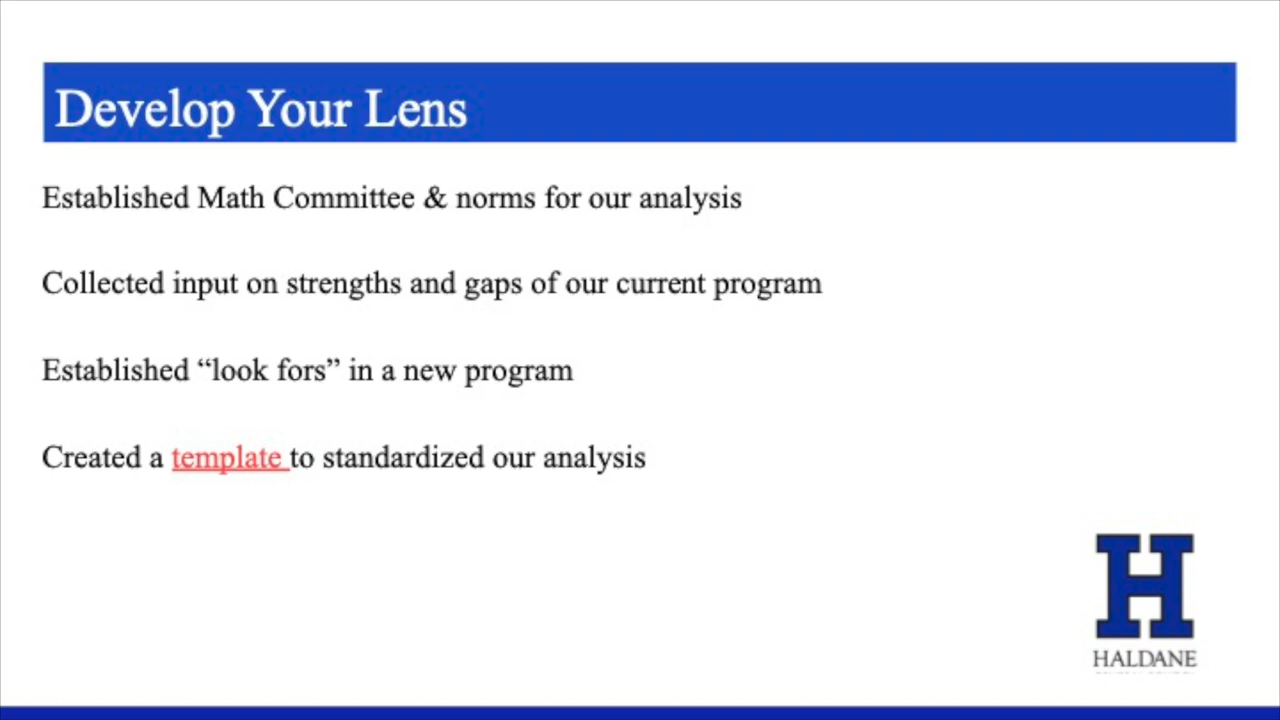 Develop Your Lens
Established Math Committee & norms for our analysis
Collected input on strengths and gaps of our current program
Established “look fors” in a new program
Created a template to standardized our analysis
H
HALDANE